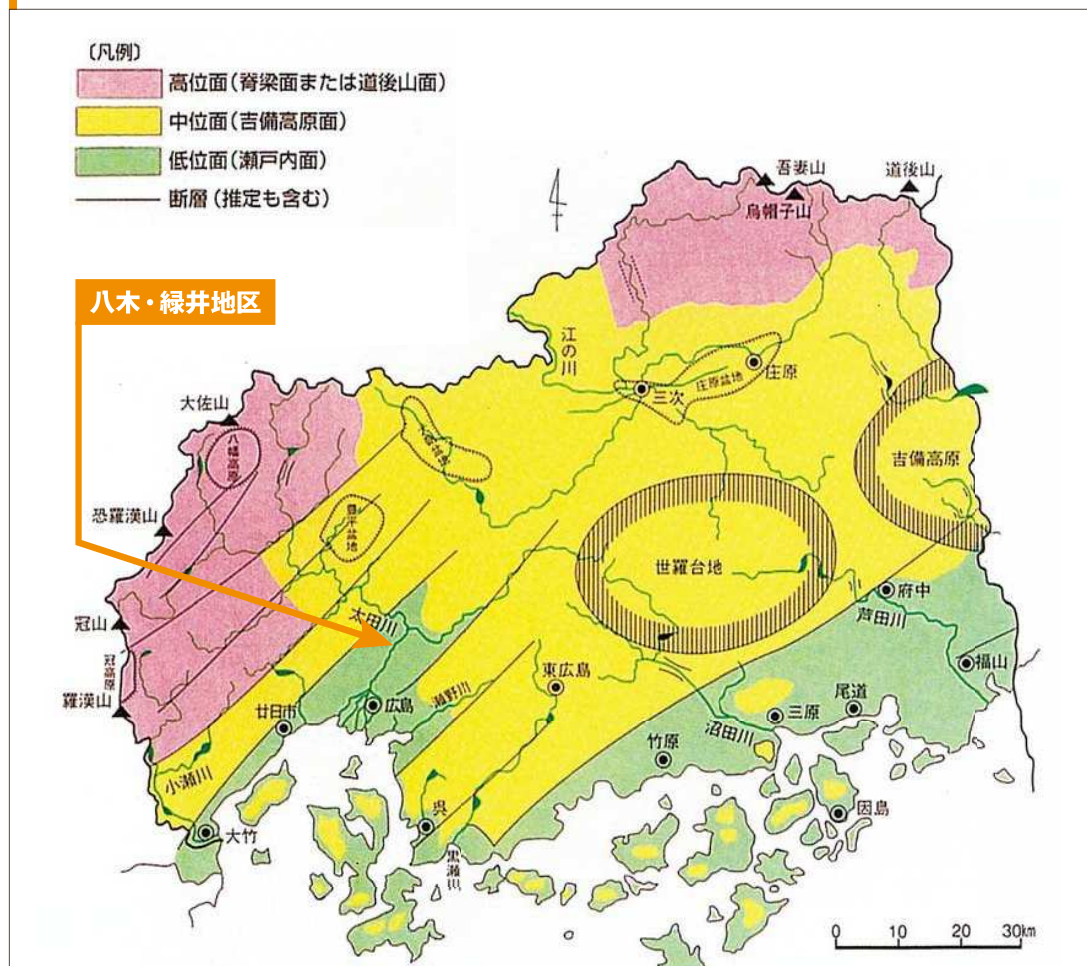 〔凡例〕
高位面(脊梁面または道後山面)
中位面(吉備高原面)
低位面(瀬戸内面)
断層(推定も含む)
吾妻山
道後山
烏帽子山
八木・緑井地区
江の川
庄原
庄原盆地
三次
大佐山
八幡高原
吉備高原
豊平盆地
恐羅漢山
世羅台地
府中
太田川
芦田川
冠山
冠高原
福山
東広島
瀬野川
羅漢山
廿日市
広島
尾道
三原
沼田川
竹原
小瀬川
呉
因島
大竹
黒瀬川
0 10 20 30km